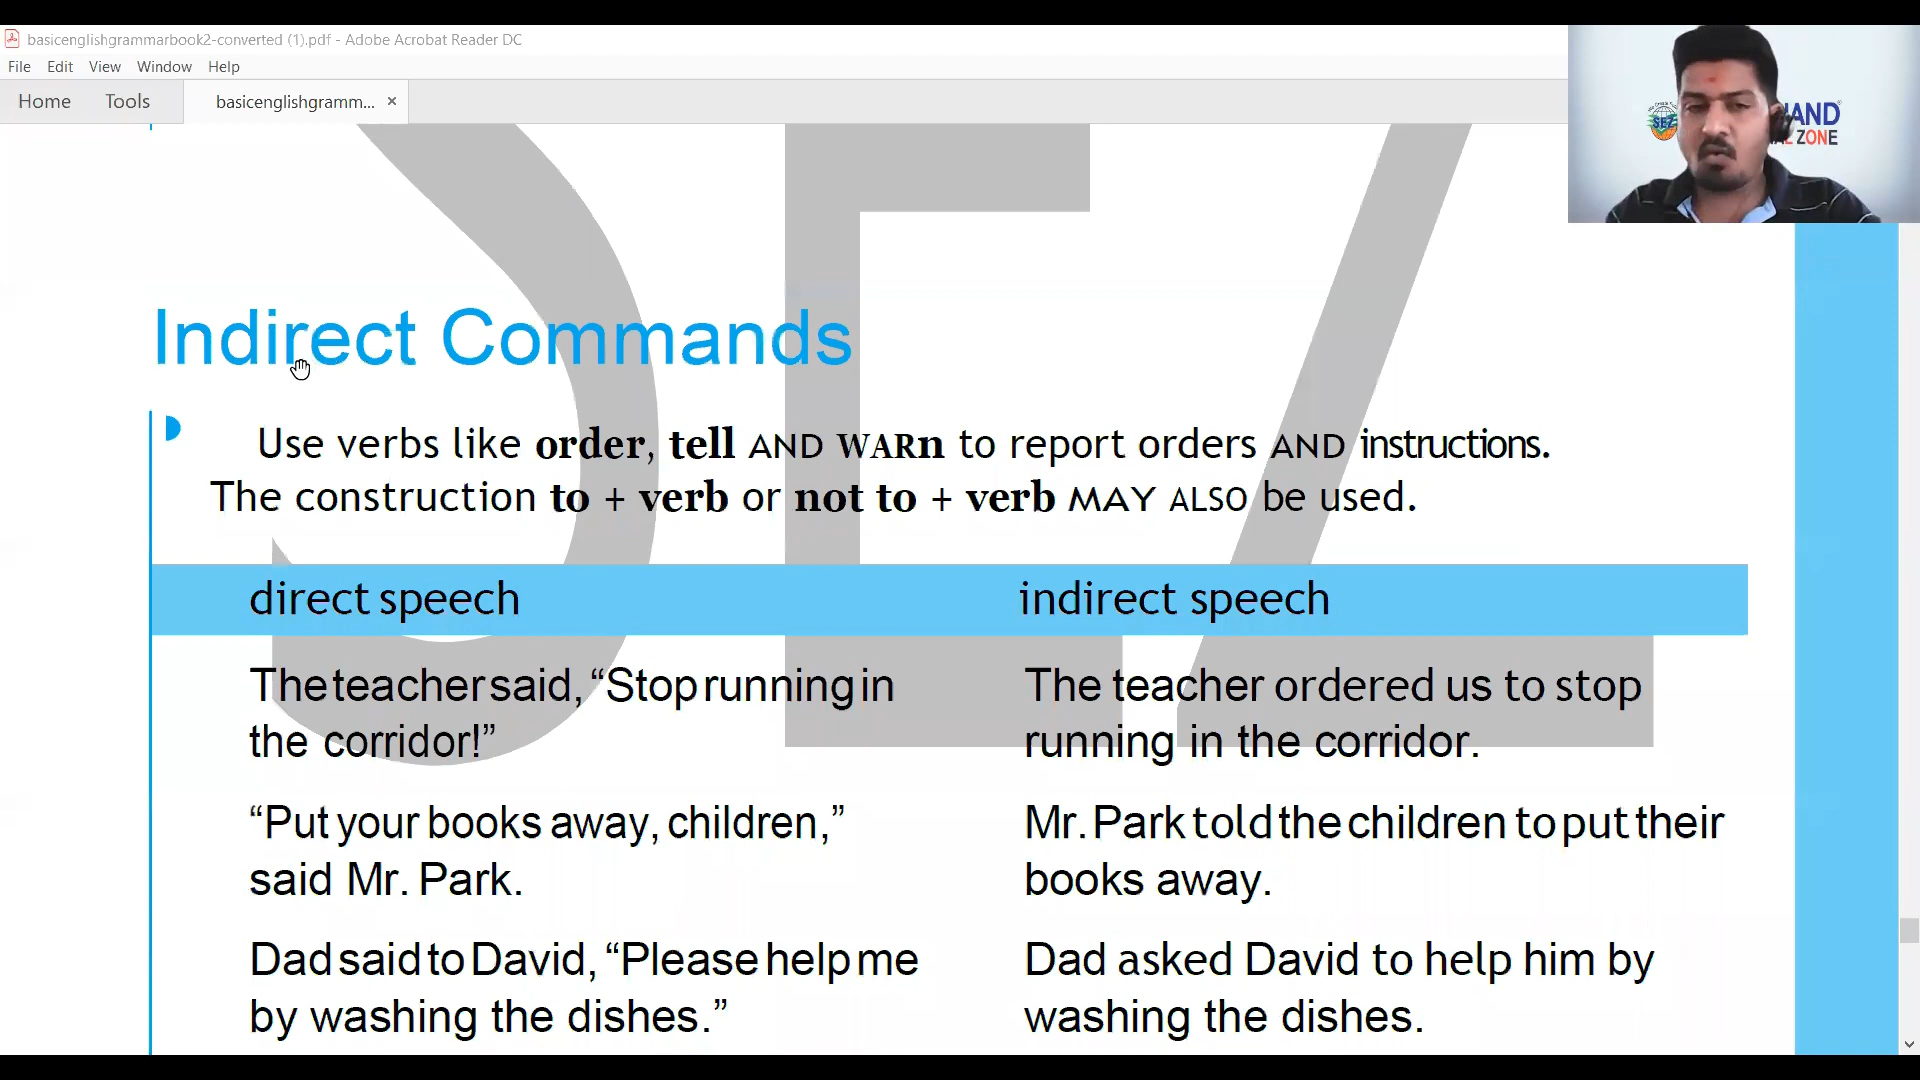 basicenglishgrammarbook2-converted (1).pdf - Adobe Acrobat Reader DC
File Edit View Window Help
Home Tools basicenglishgramm... ×
SEZ
AND
ZONE
SEZ
Indirect Commands
Use verbs like order, tell AND WARn to report orders AND instructions.
The construction to + verb or not to + verb MAY ALSO be used.
direct speech indirect speech
The teacher said, “Stop running in The teacher ordered us to stop
the corridor!” running in the corridor.
“Put your books away, children,” Mr. Park told the children to put their
said Mr. Park. books away.
Dad said to David, “Please help me Dad asked David to help him by
by washing the dishes.” washing the dishes.